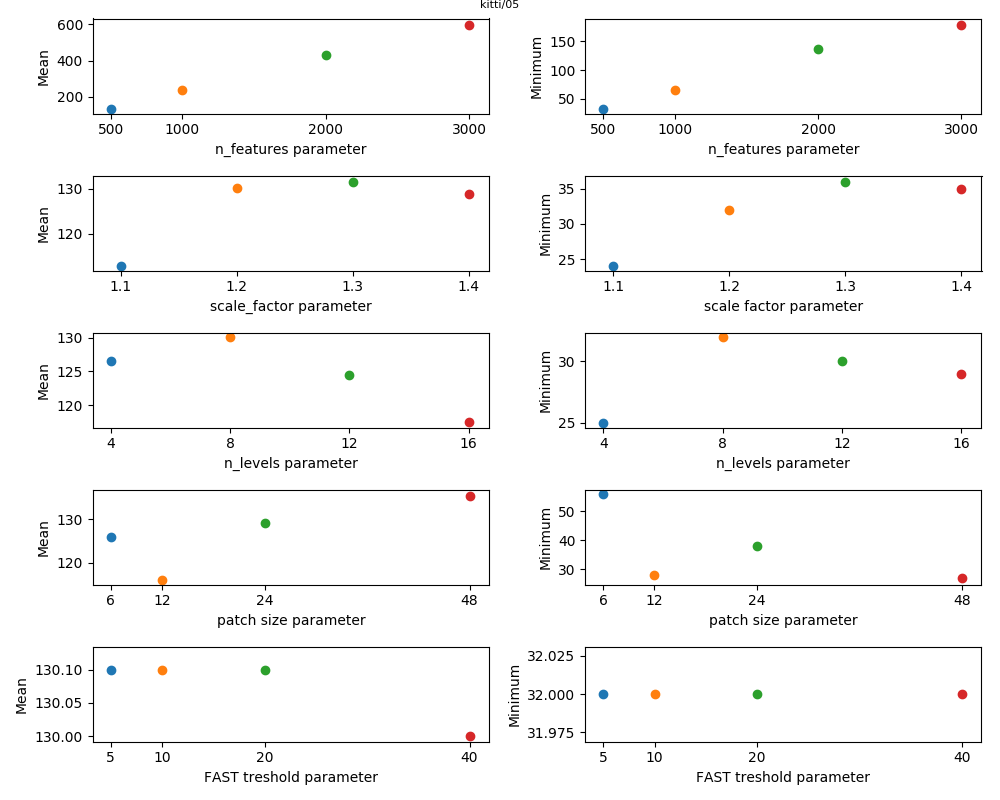 kitti/05
600
400
200
Mean
500 1000 2000 3000
n_features parameter
150
100
50
Minimum
500 1000 2000 3000
n_features parameter
130
120
Mean
1.1 1.2 1.3 1.4
scale_factor parameter
35
30
25
Minimum
1.1 1.2 1.3 1.4
scale factor parameter
130
125
120
Mean
4 8 12 16
n_levels parameter
30
25
Minimum
4 8 12 16
n_levels parameter
130
120
Mean
6 12 24 48
patch size parameter
50
40
30
Minimum
6 12 24 48
patch size parameter
130.10
130.05
130.00
Mean
5 10 20 40
FAST treshold parameter
32.025
32.000
31.975
Minimum
5 10 20 40
FAST treshold parameter